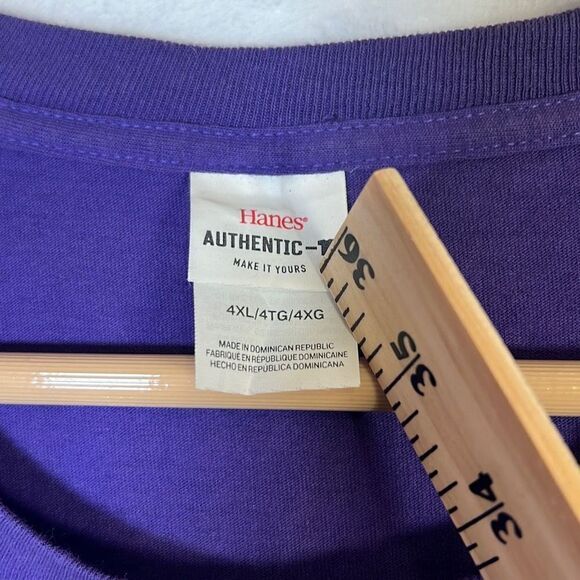 Hanes®
AUTHENTIC-
MAKE IT YOURS
4XL/4TG/4XG
MADE IN DOMINICAN REPUBLIC
FABRIQUÉ EN RÉPUBLIQUE DOMINICAINE
HECHO EN REPÚBLICA DOMINICANA
36
35
34